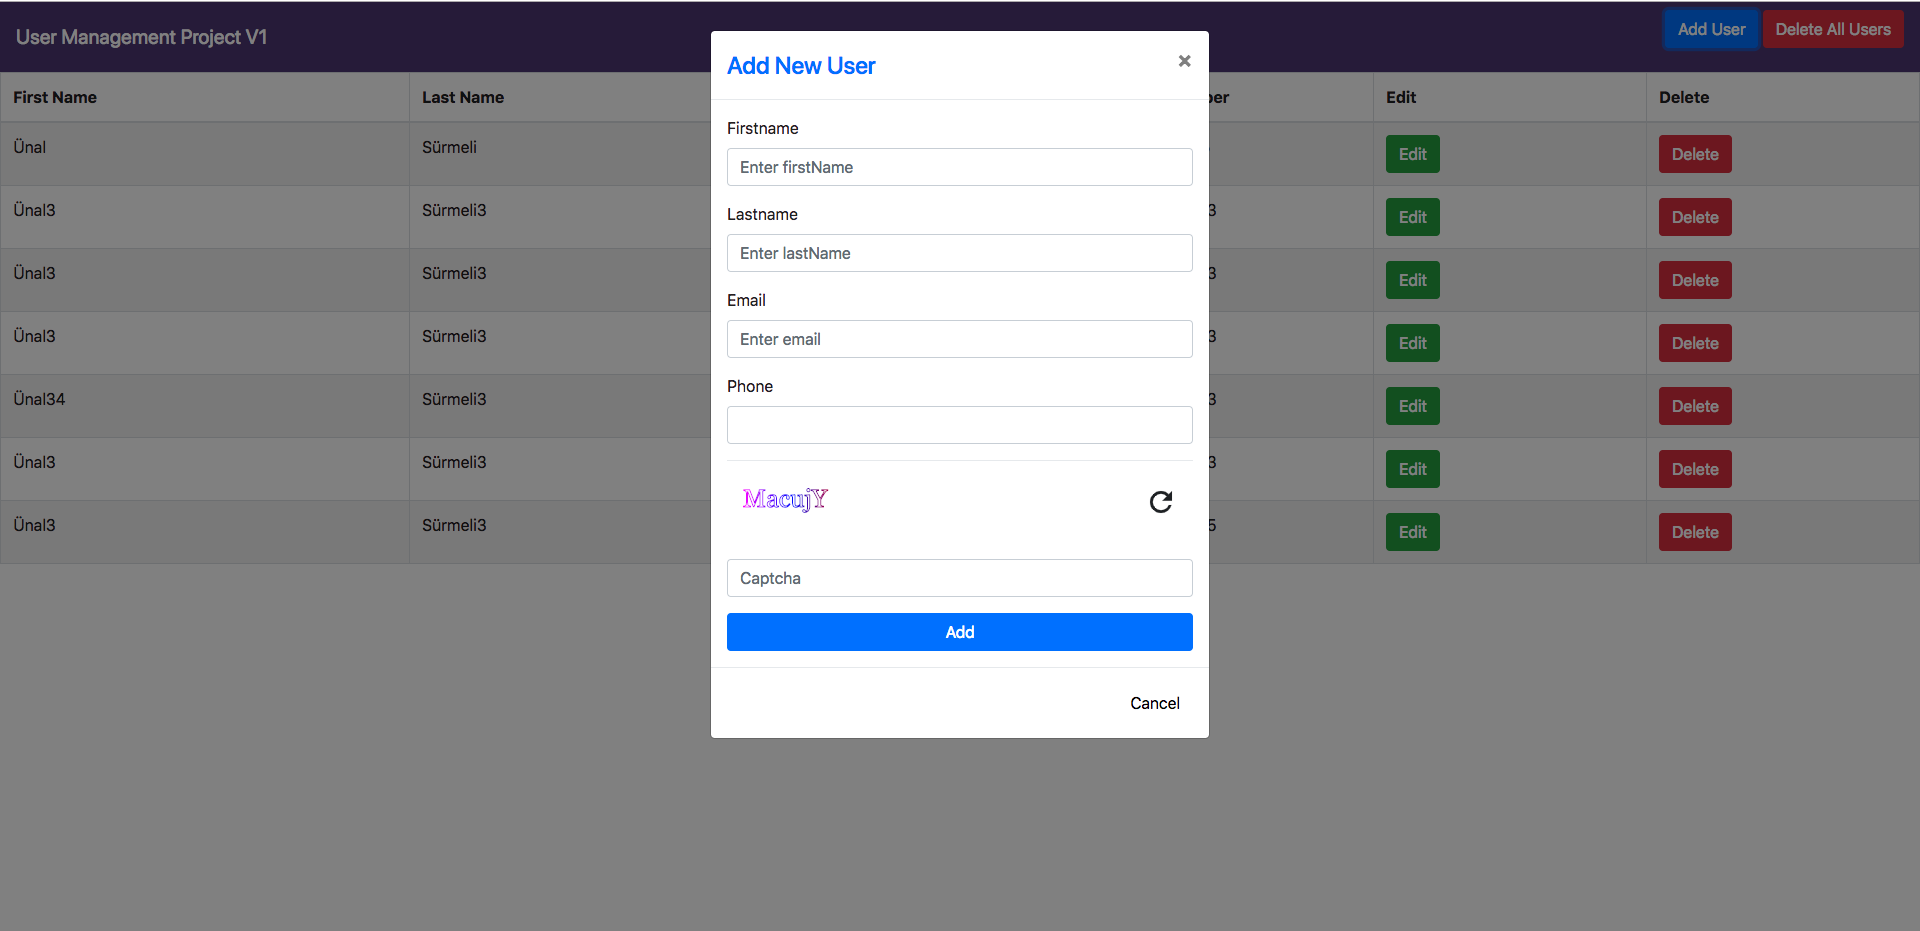 User Management Project V1
Add User Delete All Users
Add New User ×
First Name Last Name Edit Delete
Firstname
Enter firstName
Lastname
Enter lastName
Email
Enter email
Phone
MacujY
Captcha
Add
Cancel
Ünal Sürmeli Edit Delete
Ünal3 Sürmeli3 3 Edit Delete
Ünal3 Sürmeli3 3 Edit Delete
Ünal3 Sürmeli3 3 Edit Delete
Ünal34 Sürmeli3 3 Edit Delete
Ünal3 Sürmeli3 3 Edit Delete
Ünal3 Sürmeli3 5 Edit Delete